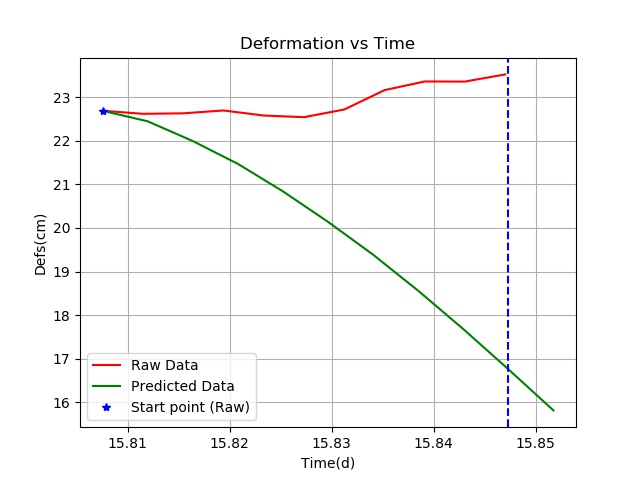 Deformation vs Time
Defs(cm)
23
22
21
20
19
18
17
16
Raw Data
Predicted Data
Start point (Raw)
15.81 15.82 15.83 15.84 15.85
Time(d)